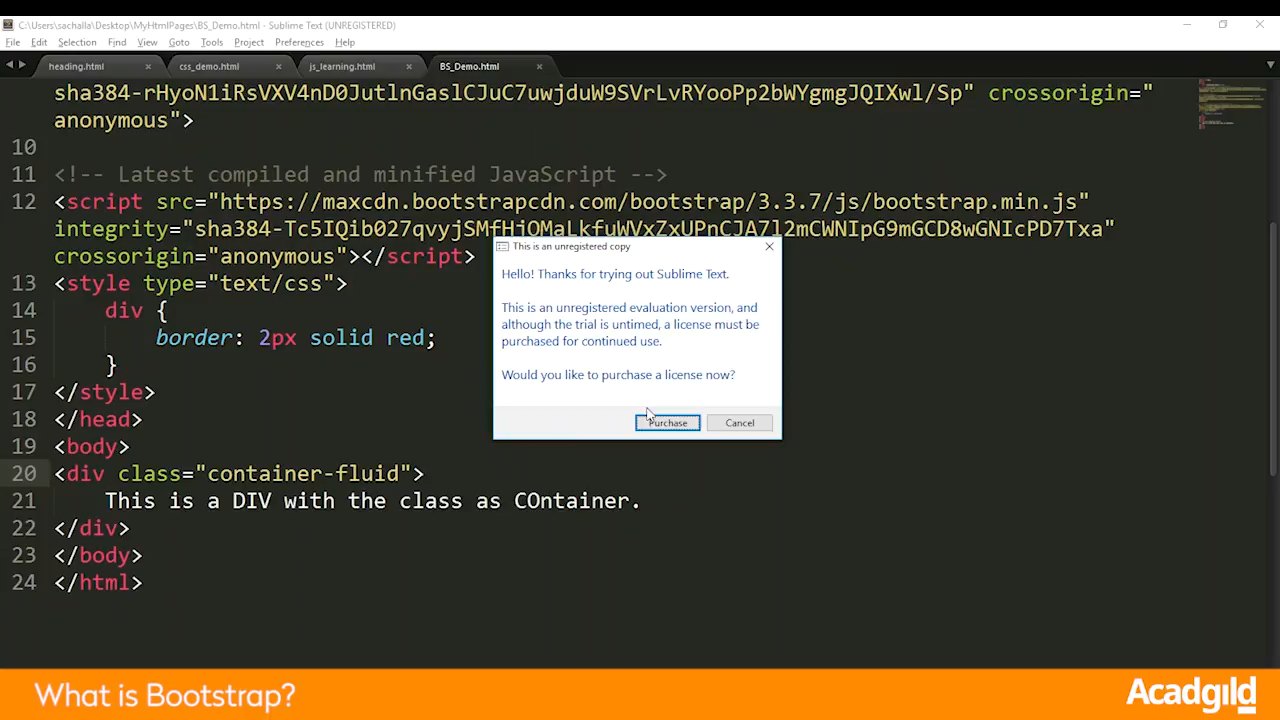 C:\Users\sachalla\Desktop\MyHtmlPages\BS_Demo.html - Sublime Text (UNREGISTERED)
File Edit Selection Find View Goto Tools Project Preferences Help
heading.html css_demo.html js_learning.html BS_Demo.html
sha384-rHyoN1iRsVXV4nD0JutlnGaslCJuC7uwjduW9SVrLvRYooPp2bWYgmgJQIXwl/Sp" crossorigin="
anonymous">
10
11 <!-- Latest compiled and minified JavaScript -->
12 <script src="https://maxcdn.bootstrapcdn.com/bootstrap/3.3.7/js/bootstrap.min.js"
integrity="sha384-Tc5IQib027qvyjSMfHjOMaLkfuWVxZxUPnCJA7l2mCWNIpG9mGCD8wGNIcPD7Txa"
crossorigin="anonymous"></script>
13 <style type="text/css">
14 div {
15 border: 2px solid red;
16 }
17 </style>
18 </head>
19 <body>
20 <div class="container-fluid">
21 This is a DIV with the class as COntainer.
22 </div>
23 </body>
24 </html>
This is an unregistered copy
Hello! Thanks for trying out Sublime Text.
This is an unregistered evaluation version, and
although the trial is untimed, a license must be
purchased for continued use.
Would you like to purchase a license now?
Purchase Cancel
What is Bootstrap?
Acadgıld